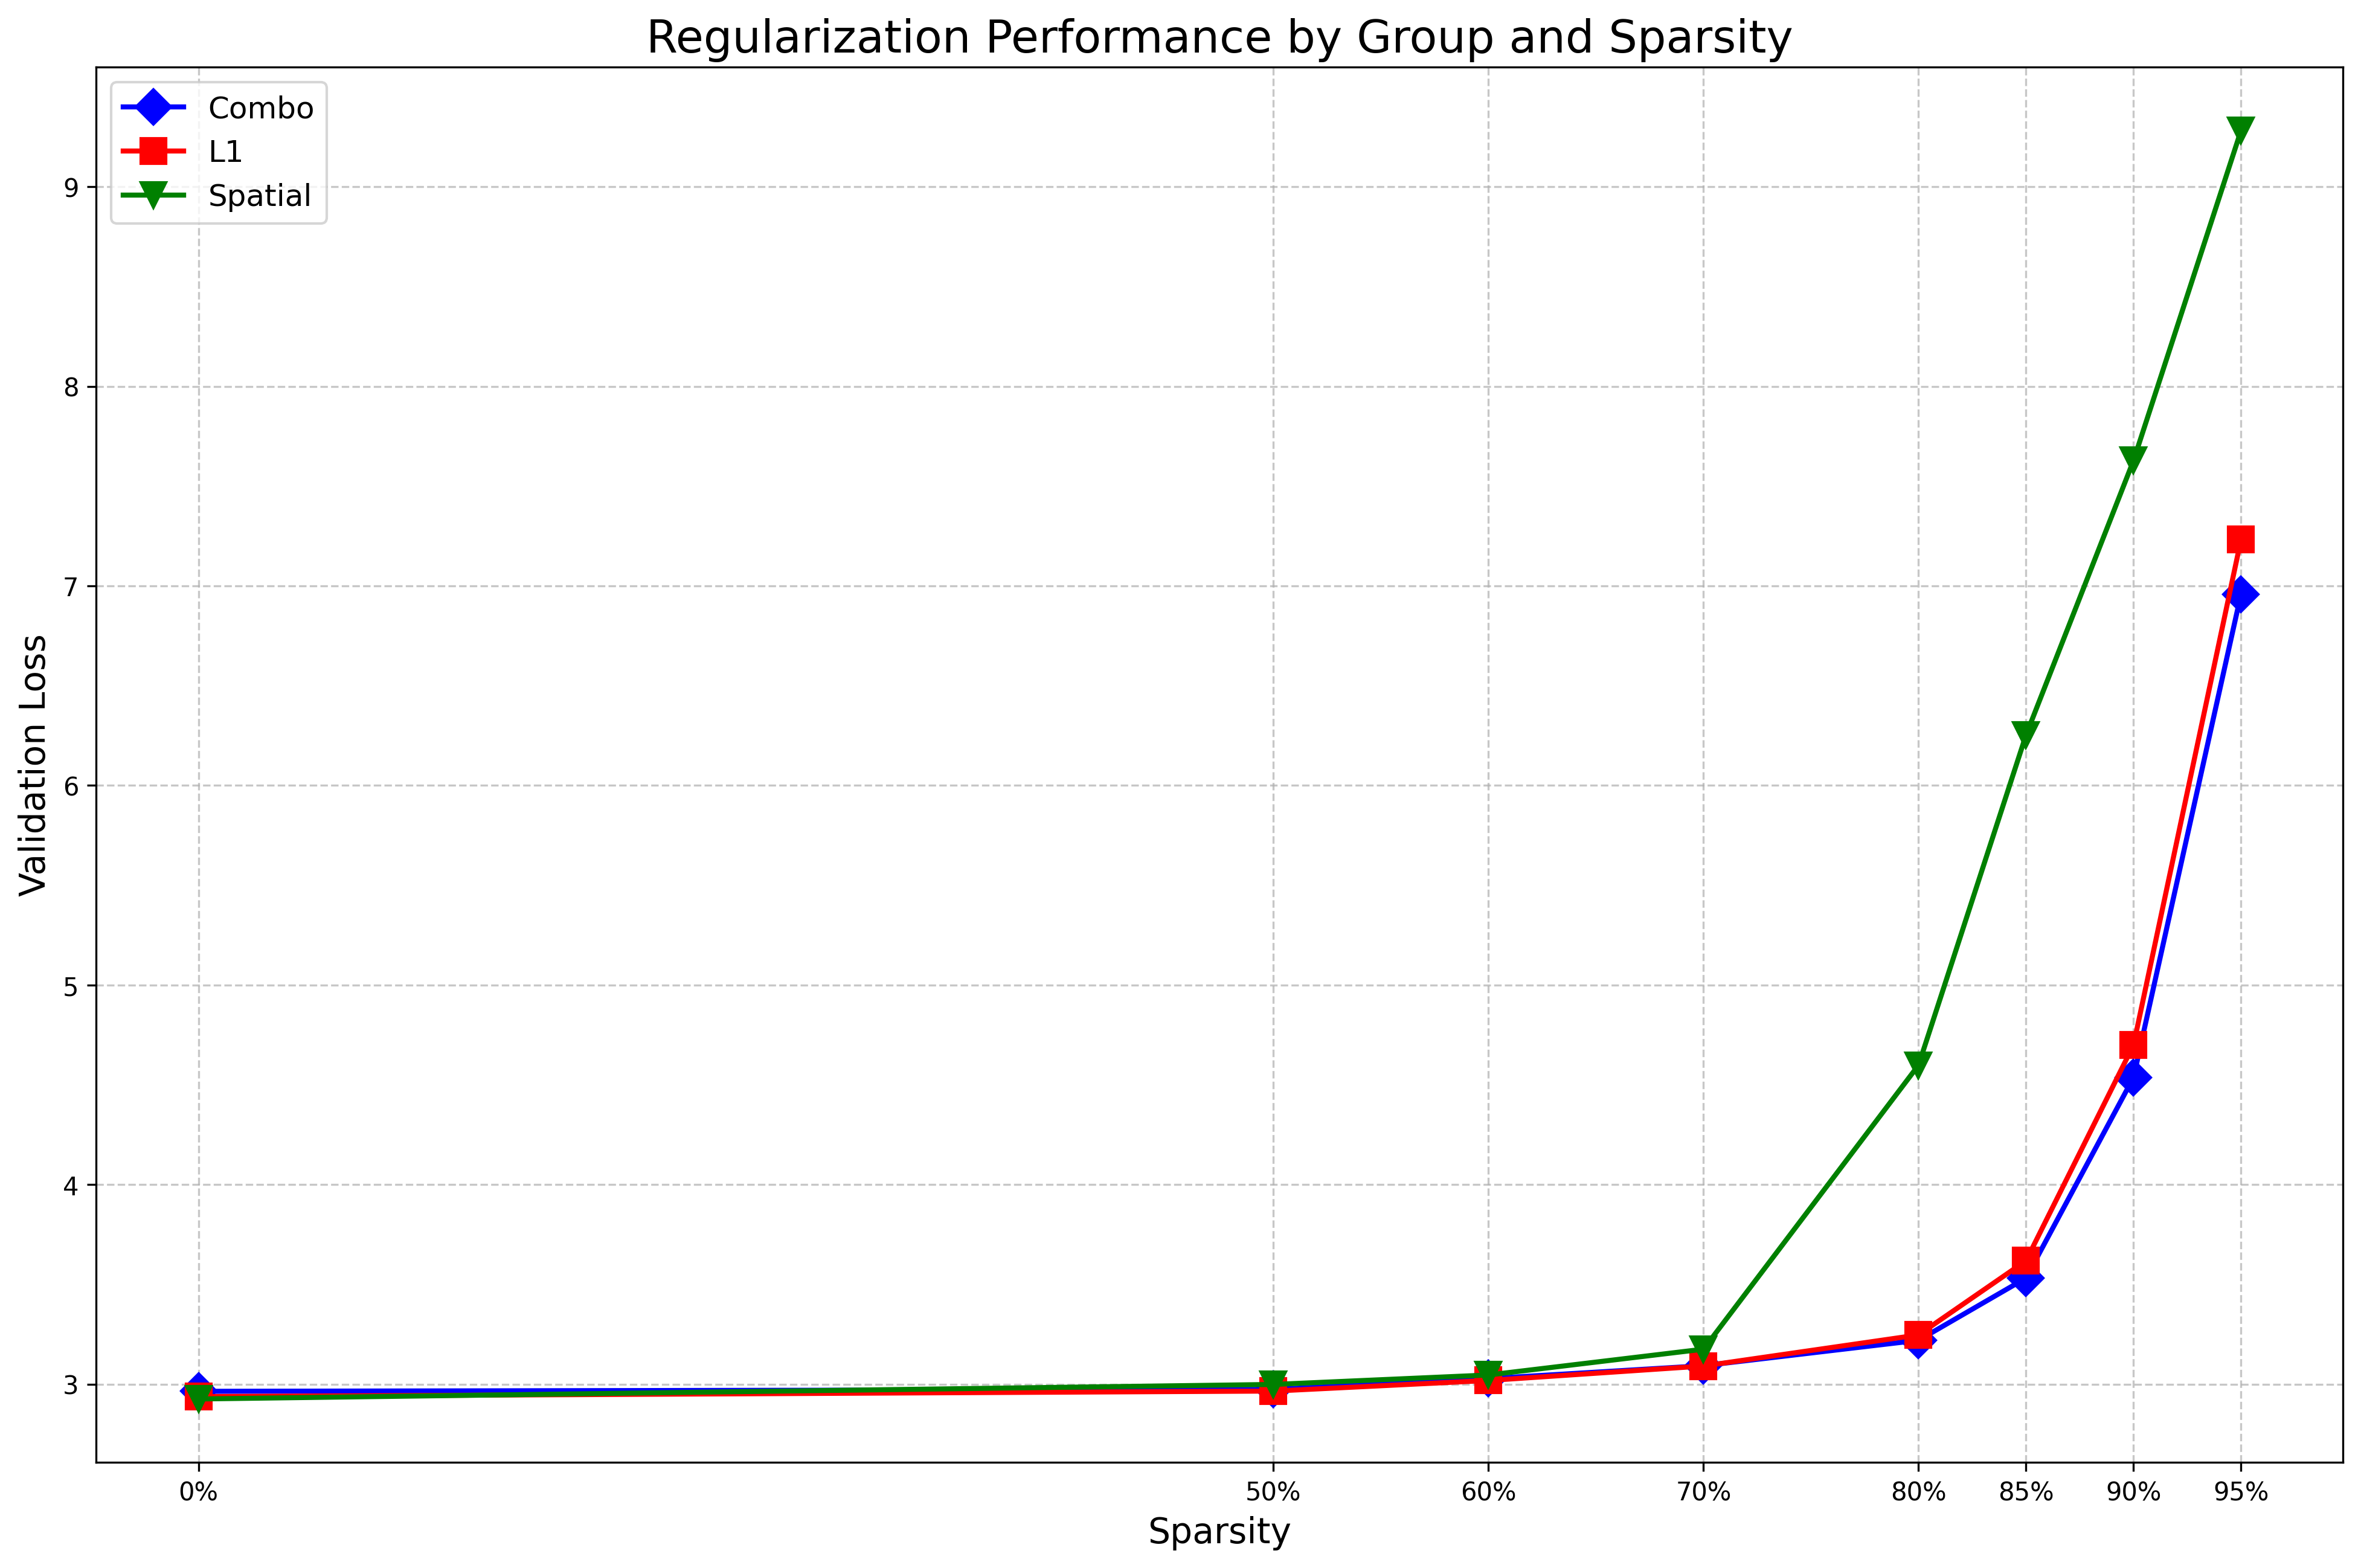 Regularization Performance by Group and Sparsity
Combo
L1
Spatial
9
8
7
6
5
4
3
Validation Loss
0% 50% 60% 70% 80% 85% 90% 95%
Sparsity